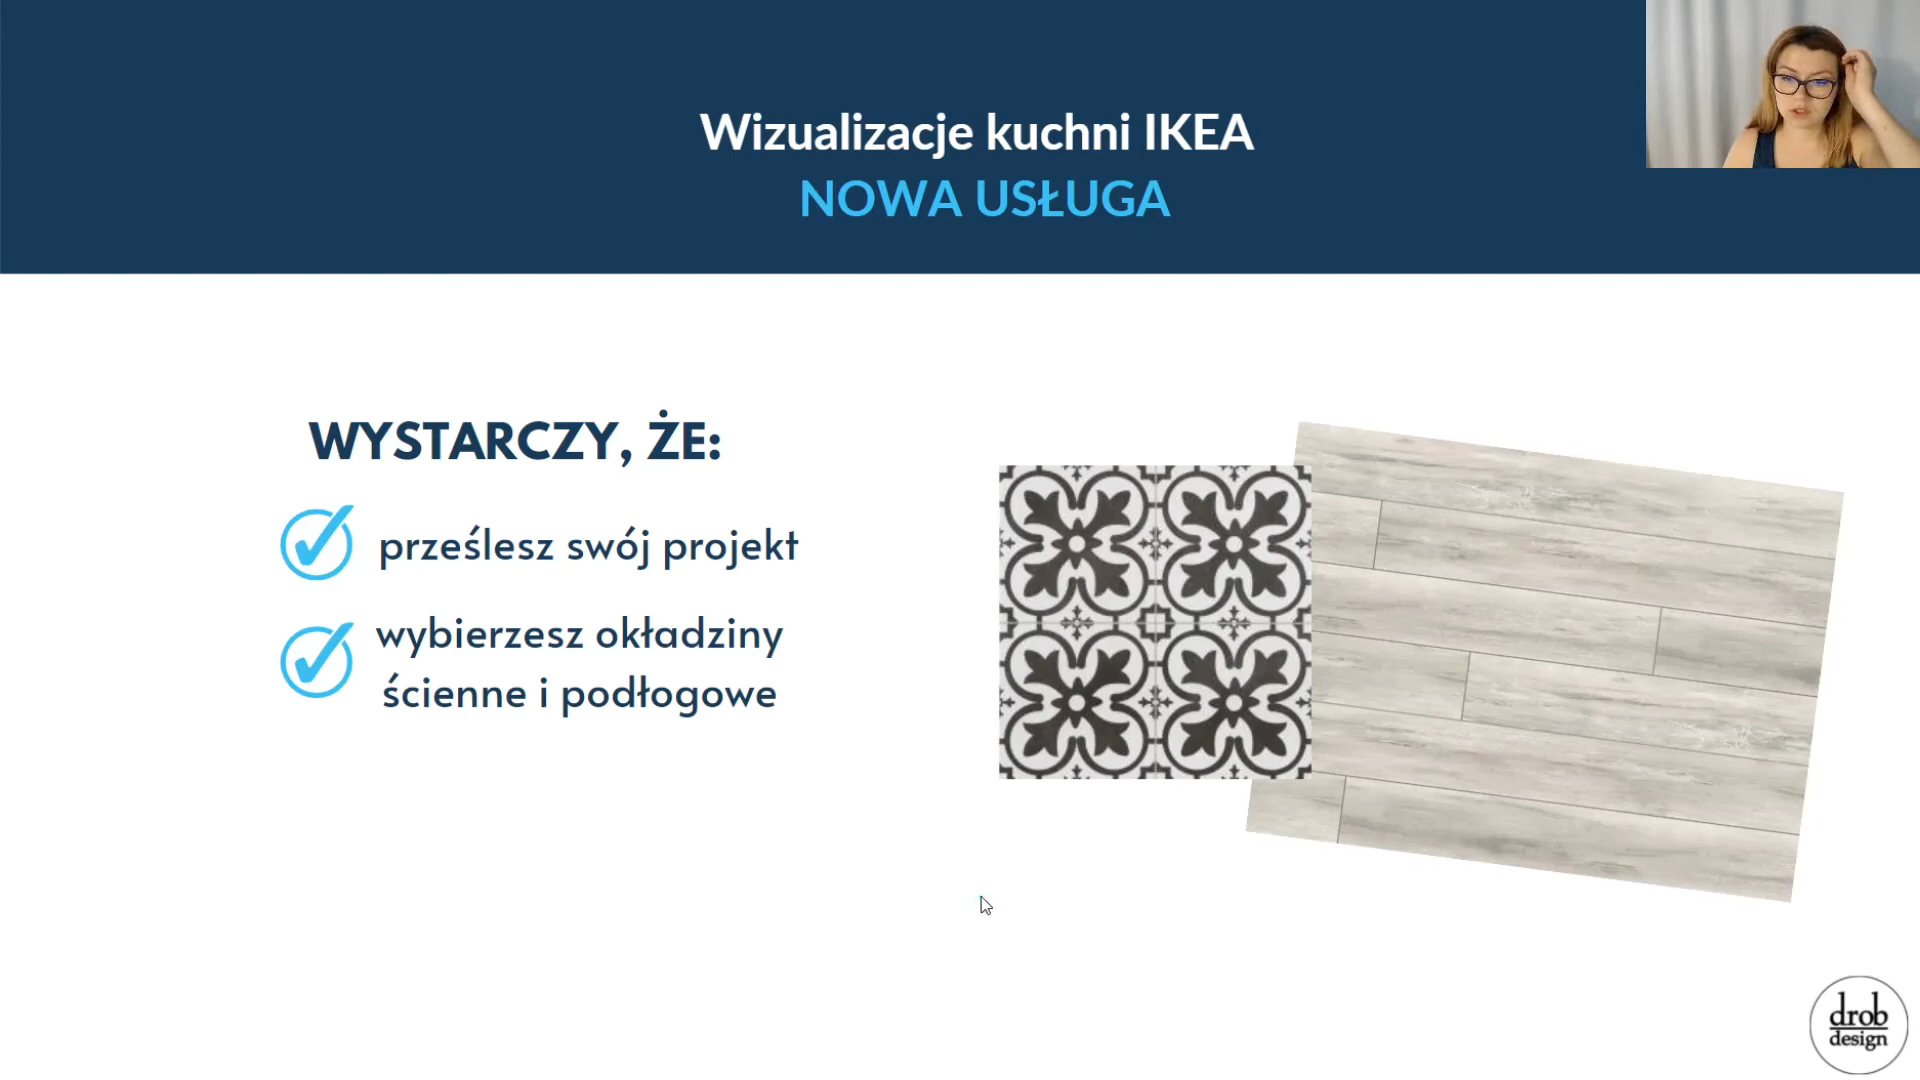 Wizualizacje kuchni IKEA
NOWA USŁUGA
WYSTARCZY, ŻE:
prześlesz swój projekt
wybierzesz okładziny
ścienne i podłogowe
drob
design